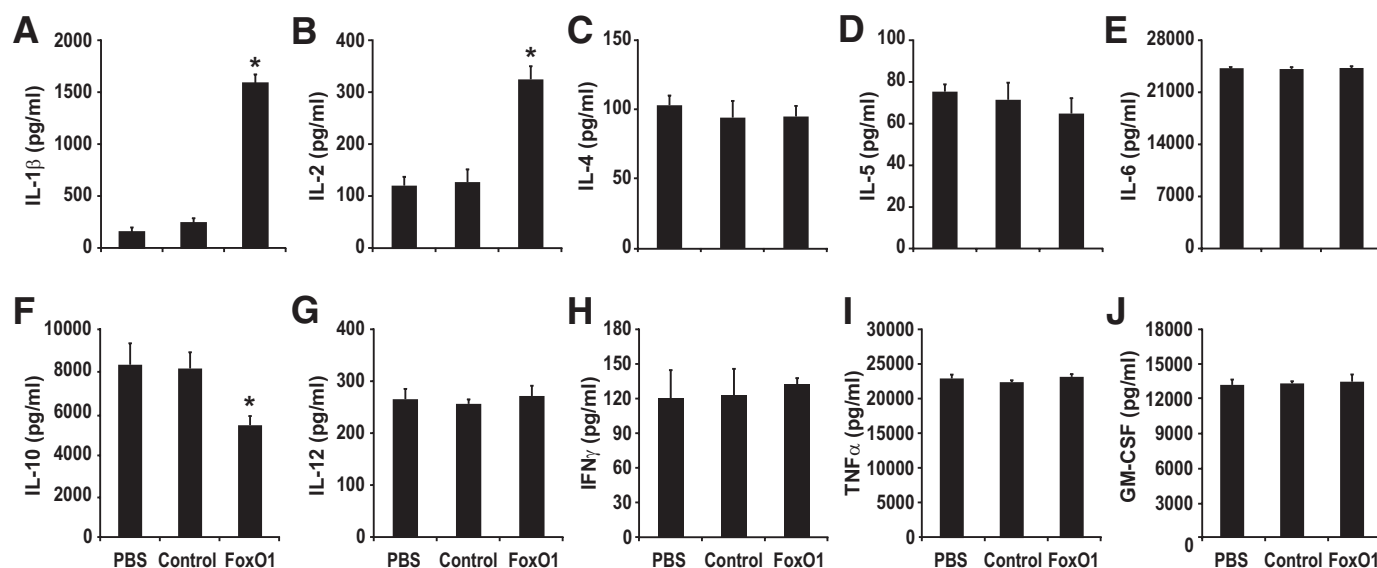 A
IL-1β (pg/ml)
2000
1500
1000
500
0
*
B
IL-2 (pg/ml)
400
300
200
100
0
*
C
IL-4 (pg/ml)
150
100
50
0
D
IL-5 (pg/ml)
100
80
60
40
20
0
E
IL-6 (pg/ml)
28000
21000
14000
7000
0
F
IL-10 (pg/ml)
10000
8000
6000
4000
2000
0
*
PBS Control FoxO1
G
IL-12 (pg/ml)
400
300
200
100
0
PBS Control FoxO1
H
IFNγ (pg/ml)
180
150
120
90
60
30
0
PBS Control FoxO1
I
TNFα (pg/ml)
30000
25000
20000
15000
10000
5000
0
PBS Control FoxO1
J
GM-CSF (pg/ml)
18000
15000
12000
9000
6000
3000
0
PBS Control FoxO1